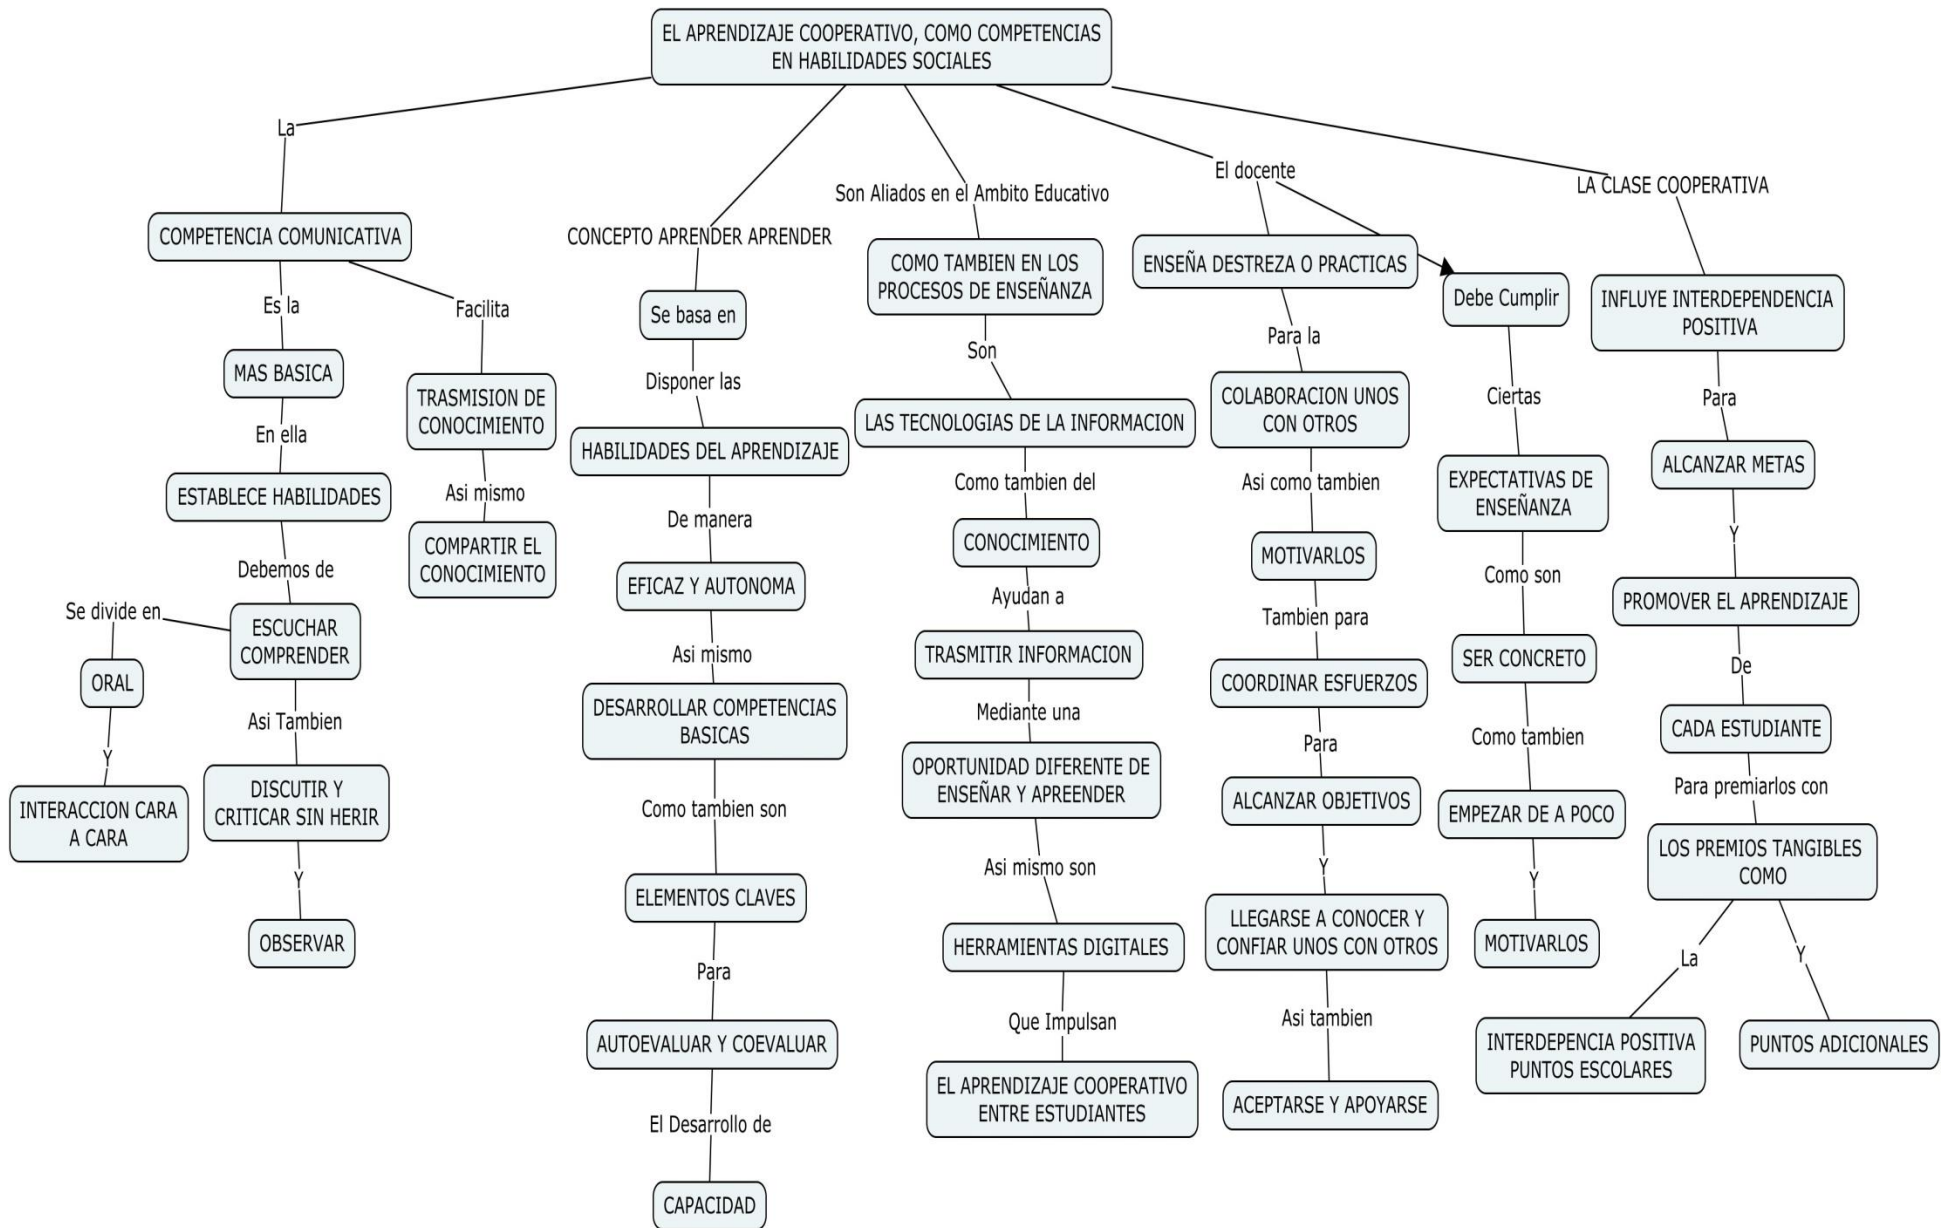 EL APRENDIZAJE COOPERATIVO, COMO COMPETENCIAS
EN HABILIDADES SOCIALES
La
COMPETENCIA COMUNICATIVA
Es la
MAS BASICA
En ella
ESTABLECE HABILIDADES
Debemos de
ESCUCHAR
COMPRENDER
Se divide en
ORAL
Y
INTERACCION CARA
A CARA
Asi Tambien
DISCUTIR Y
CRITICAR SIN HERIR
Y
OBSERVAR
Facilita
TRASMISION DE
CONOCIMIENTO
Asi mismo
COMPARTIR EL
CONOCIMIENTO
CONCEPTO APRENDER APRENDER
Se basa en
Disponer las
HABILIDADES DEL APRENDIZAJE
De manera
EFICAZ Y AUTONOMA
Asi mismo
DESARROLLAR COMPETENCIAS
BASICAS
Como tambien son
ELEMENTOS CLAVES
Para
AUTOEVALUAR Y COEVALUAR
El Desarrollo de
CAPACIDAD
Son Aliados en el Ambito Educativo
COMO TAMBIEN EN LOS
PROCESOS DE ENSEÑANZA
Son
LAS TECNOLOGIAS DE LA INFORMACION
Como tambien del
CONOCIMIENTO
Ayudan a
TRASMITIR INFORMACION
Mediante una
OPORTUNIDAD DIFERENTE DE
ENSEÑAR Y APREENDER
Asi mismo son
HERRAMIENTAS DIGITALES
Que Impulsan
EL APRENDIZAJE COOPERATIVO
ENTRE ESTUDIANTES
El docente
ENSEÑA DESTREZA O PRACTICAS
Para la
COLABORACION UNOS
CON OTROS
Asi como tambien
MOTIVARLOS
Tambien para
COORDINAR ESFUERZOS
Para
ALCANZAR OBJETIVOS
Y
LLEGARSE A CONOCER Y
CONFIAR UNOS CON OTROS
Asi tambien
ACEPTARSE Y APOYARSE
Debe Cumplir
Ciertas
EXPECTATIVAS DE
ENSEÑANZA
Como son
SER CONCRETO
Como tambien
EMPEZAR DE A POCO
Y
MOTIVARLOS
LA CLASE COOPERATIVA
INFLUYE INTERDEPENDENCIA
POSITIVA
Para
ALCANZAR METAS
Y
PROMOVER EL APRENDIZAJE
De
CADA ESTUDIANTE
Para premiarlos con
LOS PREMIOS TANGIBLES
COMO
La
INTERDEPENCIA POSITIVA
PUNTOS ESCOLARES
Y
PUNTOS ADICIONALES